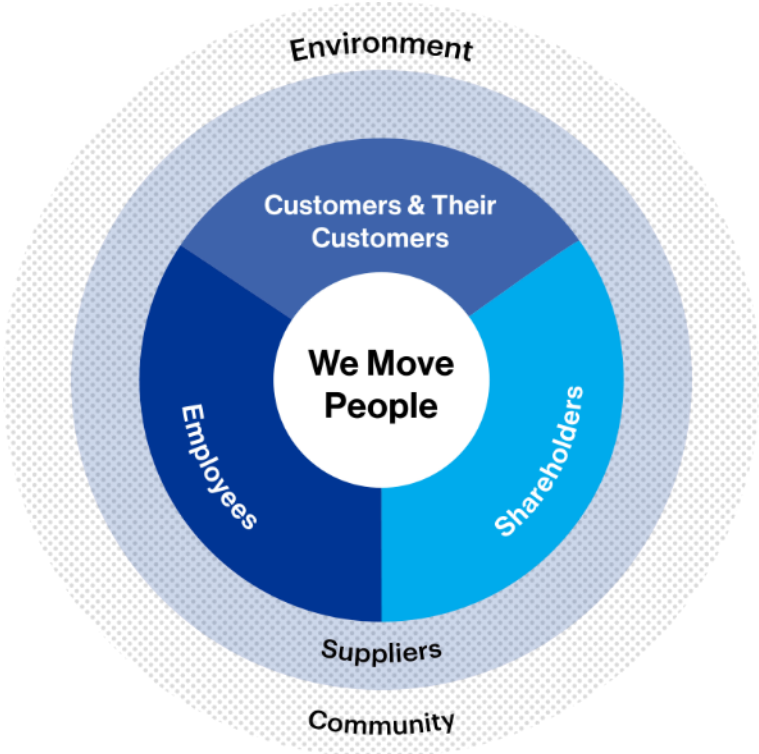 Environment
Customers & Their
Customers
We Move
People
Employees
Shareholders
Suppliers
Community